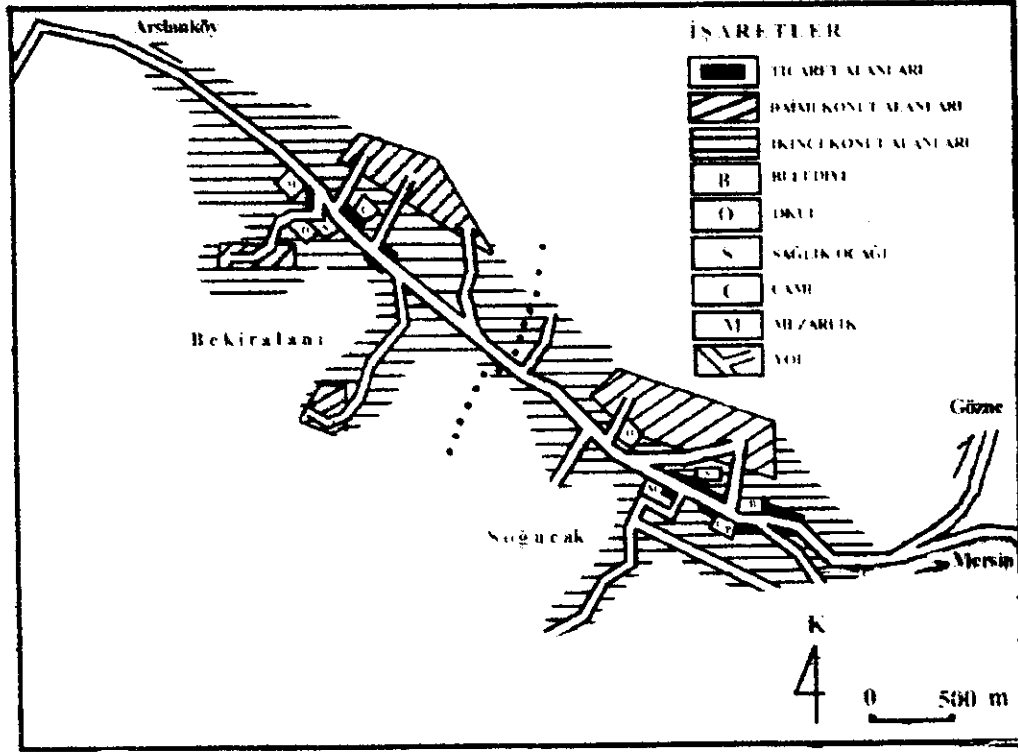 Arslanköy
İŞARETLER
TİCARET ALANLARI
DAİMİ KONUT ALANLARI
İKİNCİ KONUT ALANLARI
B BELEDİYE
O OKUL
S SAĞLIK OCAĞI
C CAMİ
M MEZARLIK
YOL
Bekiralanı
Gözne
Soğucak
Mersin
K
0 500 m